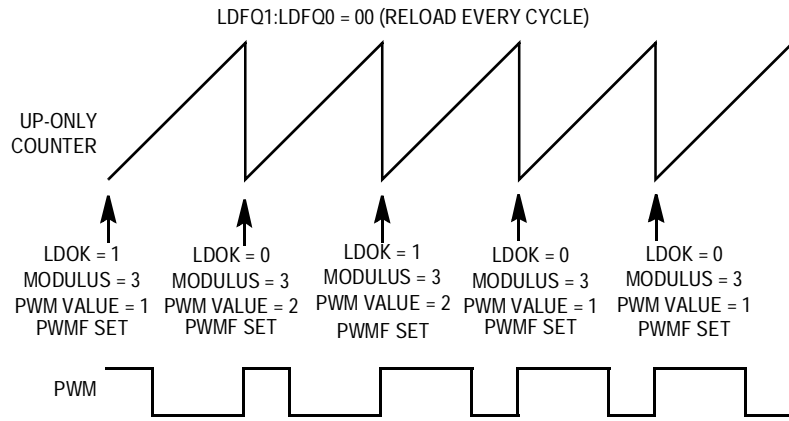 LDFQ1:LDFQ0 = 00 (RELOAD EVERY CYCLE)
UP-ONLY
COUNTER
LDOK = 1
MODULUS = 3
PWM VALUE = 1
PWMF SET
LDOK = 0
MODULUS = 3
PWM VALUE = 2
PWMF SET
LDOK = 1
MODULUS = 3
PWM VALUE = 2
PWMF SET
LDOK = 0
MODULUS = 3
PWM VALUE = 1
PWMF SET
LDOK = 0
MODULUS = 3
PWM VALUE = 1
PWMF SET
PWM